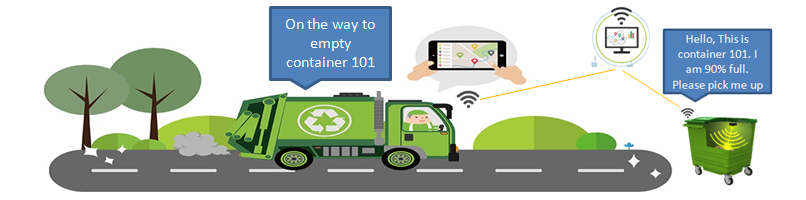 On the way to
empty
container 101
Hello, This is
container 101. I
am 90% full.
Please pick me up